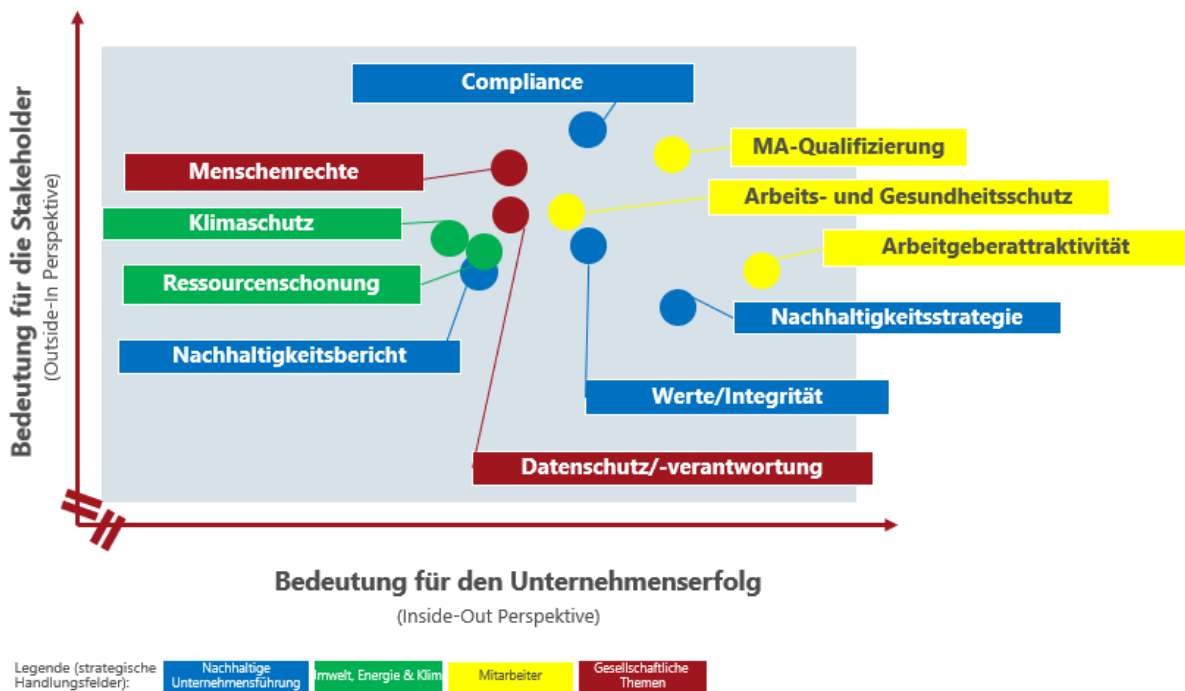 Compliance
MA-Qualifizierung
Menschenrechte
Arbeits- und Gesundheitsschutz
Klimaschutz
Arbeitgeberattraktivität
Ressourcenschonung
Nachhaltigkeitsstrategie
Nachhaltigkeitsbericht
Werte/Integrität
Datenschutz/-verantwortung
Bedeutung für die Stakeholder
(Outside-In Perspektive)
Bedeutung für den Unternehmenserfolg
(Inside-Out Perspektive)
Legende (strategische
Handlungsfelder):
Nachhaltige
Unternehmensführung
mwelt, Energie & Klim
Mitarbeiter
Gesellschaftliche
Themen